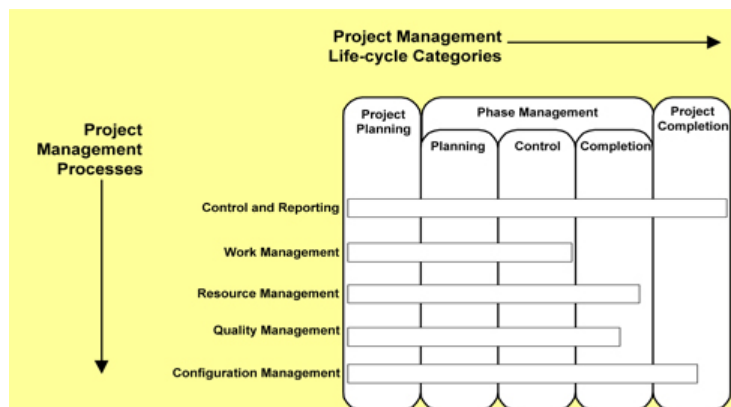 Project Management
Life-cycle Categories
Project
Management
Processes
Project
Planning
Phase Management
Project
Completion
Planning
Control
Completion
Control and Reporting
Work Management
Resource Management
Quality Management
Configuration Management